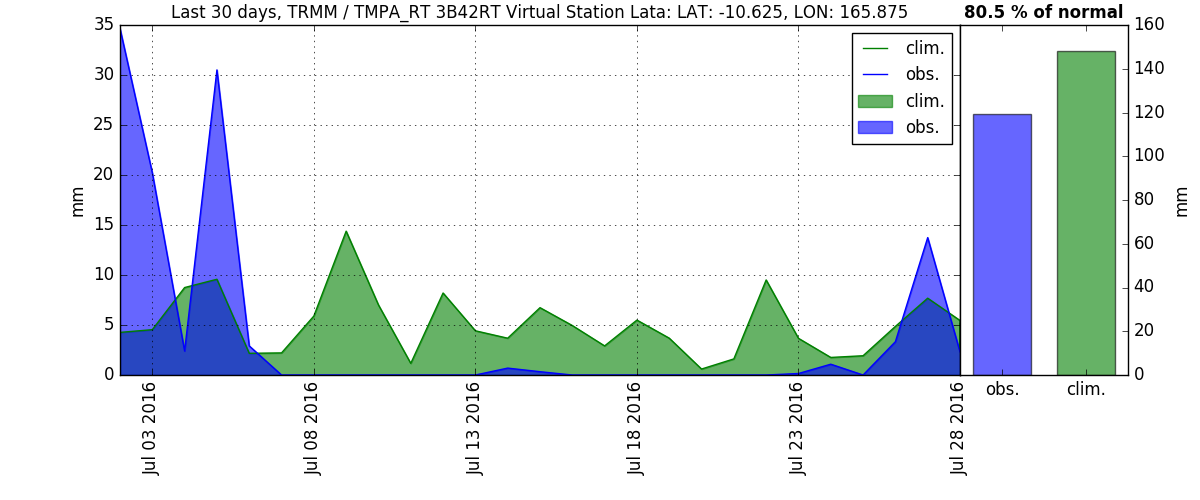 Last 30 days, TRMM / TMPA_RT 3B42RT Virtual Station Lata: LAT: -10.625, LON: 165.875
80.5 % of normal
mm
35
30
25
20
15
10
5
0
clim.
obs.
clim.
obs.
Jul 03 2016
Jul 08 2016
Jul 13 2016
Jul 18 2016
Jul 23 2016
Jul 28 2016
obs.
clim.
160
140
120
100
80
60
40
20
0
mm